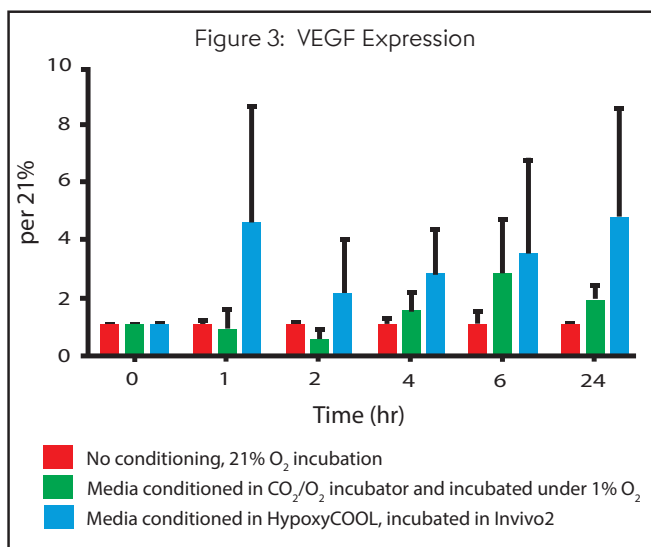 Figure 3: VEGF Expression
per 21%
10
8
6
4
2
0
0 1 2 4 6 24
Time (hr)
No conditioning, 21% O₂ incubation
Media conditioned in CO₂/O₂ incubator and incubated under 1% O₂
Media conditioned in HypoxyCOOL, incubated in Invivo2